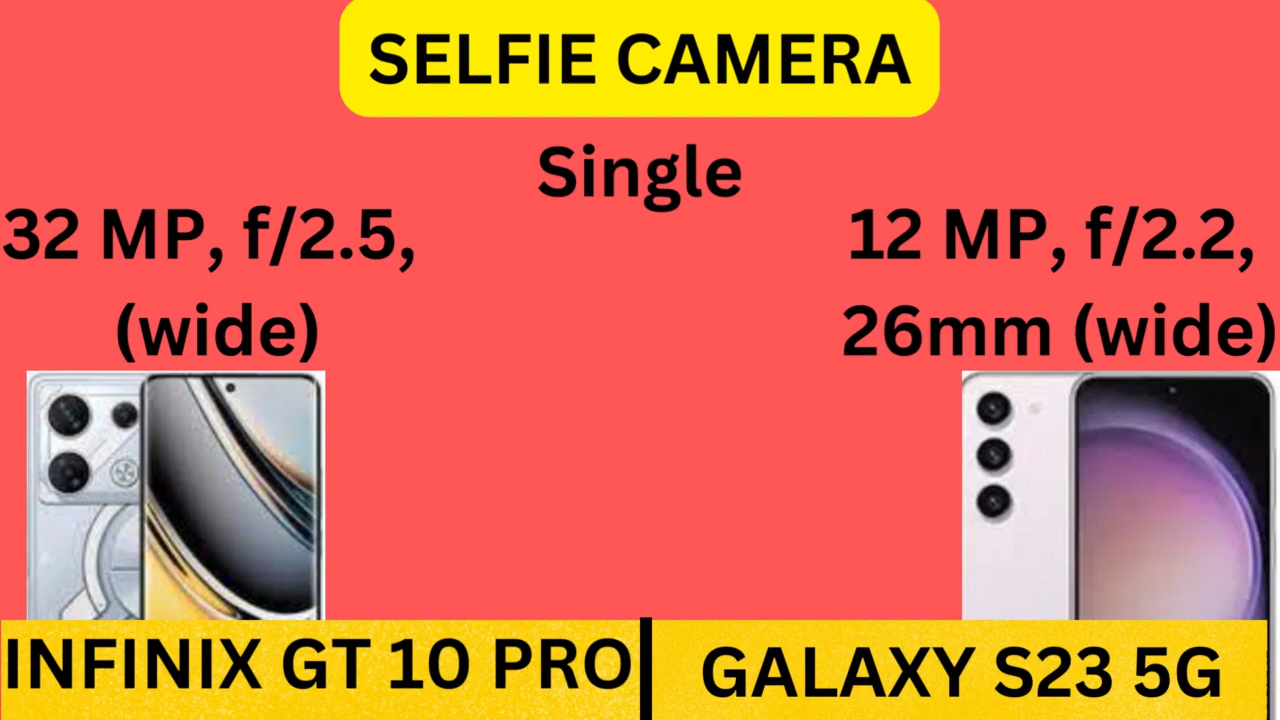 SELFIE CAMERA
Single
32 MP, f/2.5,
(wide)
12 MP, f/2.2,
26mm (wide)
INFINIX GT 10 PRO
GALAXY S23 5G